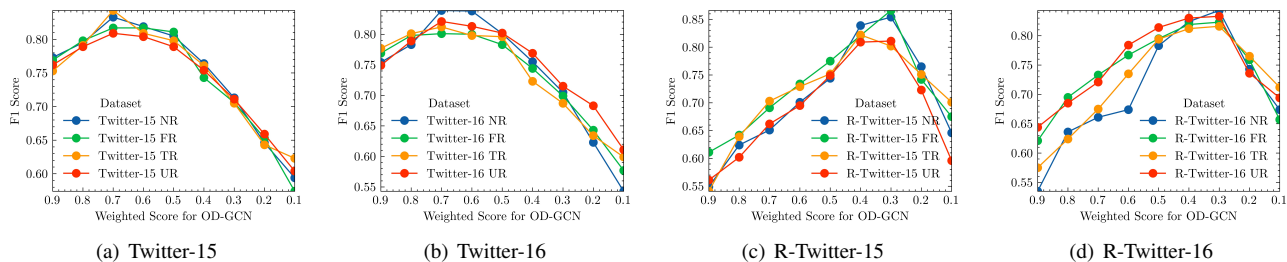 F1 Score
0.80
0.75
0.70
0.65
0.60
Dataset
Twitter-15 NR
Twitter-15 FR
Twitter-15 TR
Twitter-15 UR
0.9 0.8 0.7 0.6 0.5 0.4 0.3 0.2 0.1
Weighted Score for OD-GCN
(a) Twitter-15
F1 Score
0.80
0.75
0.70
0.65
0.60
0.55
Dataset
Twitter-16 NR
Twitter-16 FR
Twitter-16 TR
Twitter-16 UR
0.9 0.8 0.7 0.6 0.5 0.4 0.3 0.2 0.1
Weighted Score for OD-GCN
(b) Twitter-16
F1 Score
0.85
0.80
0.75
0.70
0.65
0.60
0.55
Dataset
R-Twitter-15 NR
R-Twitter-15 FR
R-Twitter-15 TR
R-Twitter-15 UR
0.9 0.8 0.7 0.6 0.5 0.4 0.3 0.2 0.1
Weighted Score for OD-GCN
(c) R-Twitter-15
F1 Score
0.80
0.75
0.70
0.65
0.60
0.55
Dataset
R-Twitter-16 NR
R-Twitter-16 FR
R-Twitter-16 TR
R-Twitter-16 UR
0.9 0.8 0.7 0.6 0.5 0.4 0.3 0.2 0.1
Weighted Score for OD-GCN
(d) R-Twitter-16